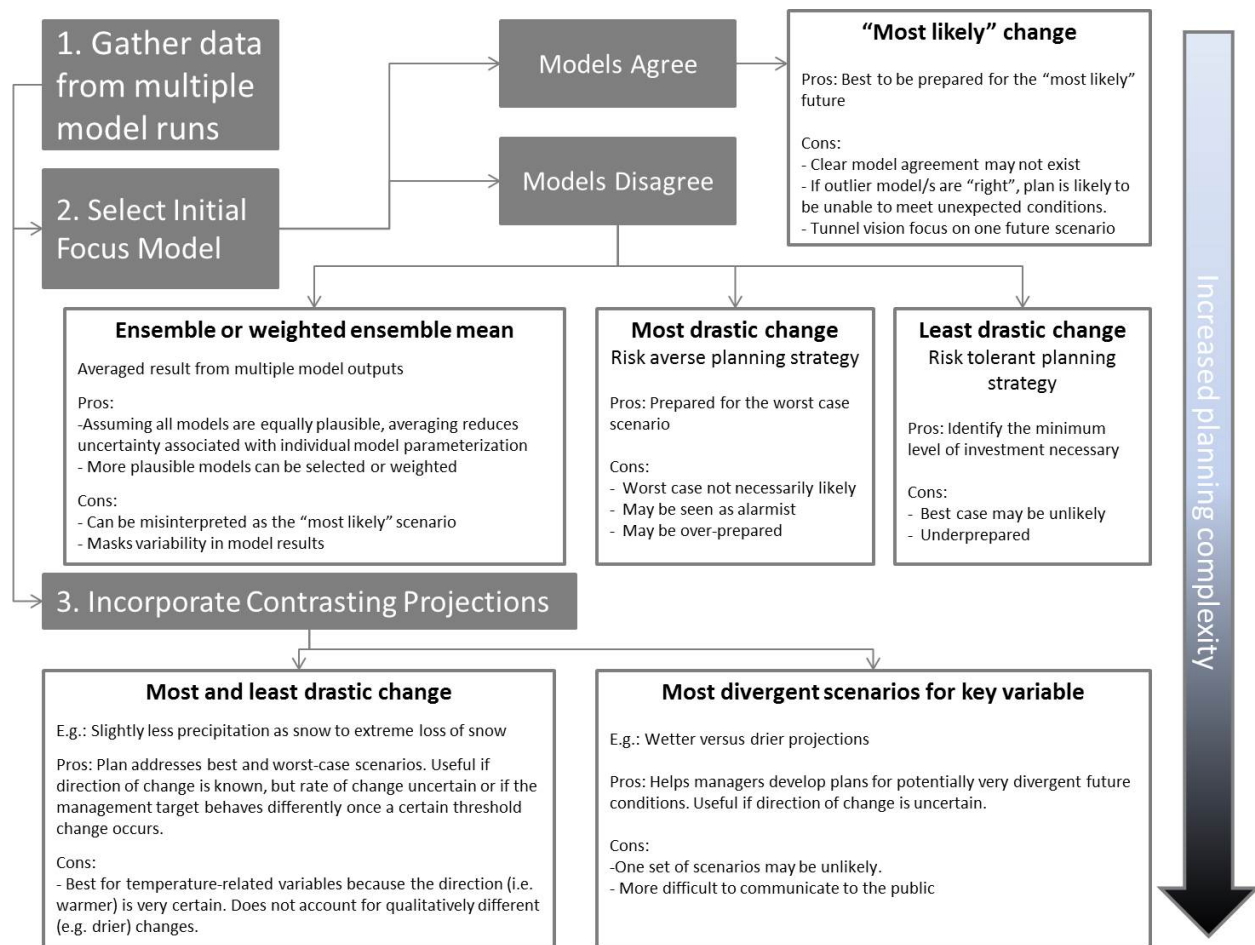 1. Gather data
from multiple
model runs
Models Agree
“Most likely” change
Pros: Best to be prepared for the “most likely”
future
Cons:
- Clear model agreement may not exist
- If outlier model/s are “right”, plan is likely to
be unable to meet unexpected conditions.
- Tunnel vision focus on one future scenario
2. Select Initial
Focus Model
Models Disagree
Ensemble or weighted ensemble mean
Averaged result from multiple model outputs
Pros:
-Assuming all models are equally plausible, averaging reduces
uncertainty associated with individual model parameterization
- More plausible models can be selected or weighted
Cons:
- Can be misinterpreted as the “most likely” scenario
- Masks variability in model results
Most drastic change
Risk averse planning strategy
Pros: Prepared for the worst case
scenario
Cons:
- Worst case not necessarily likely
- May be seen as alarmist
- May be over-prepared
Least drastic change
Risk tolerant planning
strategy
Pros: Identify the minimum
level of investment necessary
Cons:
- Best case may be unlikely
- Underprepared
3. Incorporate Contrasting Projections
Most and least drastic change
E.g.: Slightly less precipitation as snow to extreme loss of snow
Pros: Plan addresses best and worst-case scenarios. Useful if
direction of change is known, but rate of change uncertain or if the
management target behaves differently once a certain threshold
change occurs.
Cons:
- Best for temperature-related variables because the direction (i.e.
warmer) is very certain. Does not account for qualitatively different
(e.g. drier) changes.
Most divergent scenarios for key variable
E.g.: Wetter versus drier projections
Pros: Helps managers develop plans for potentially very divergent future
conditions. Useful if direction of change is uncertain.
Cons:
-One set of scenarios may be unlikely.
- More difficult to communicate to the public
Increased planning complexity